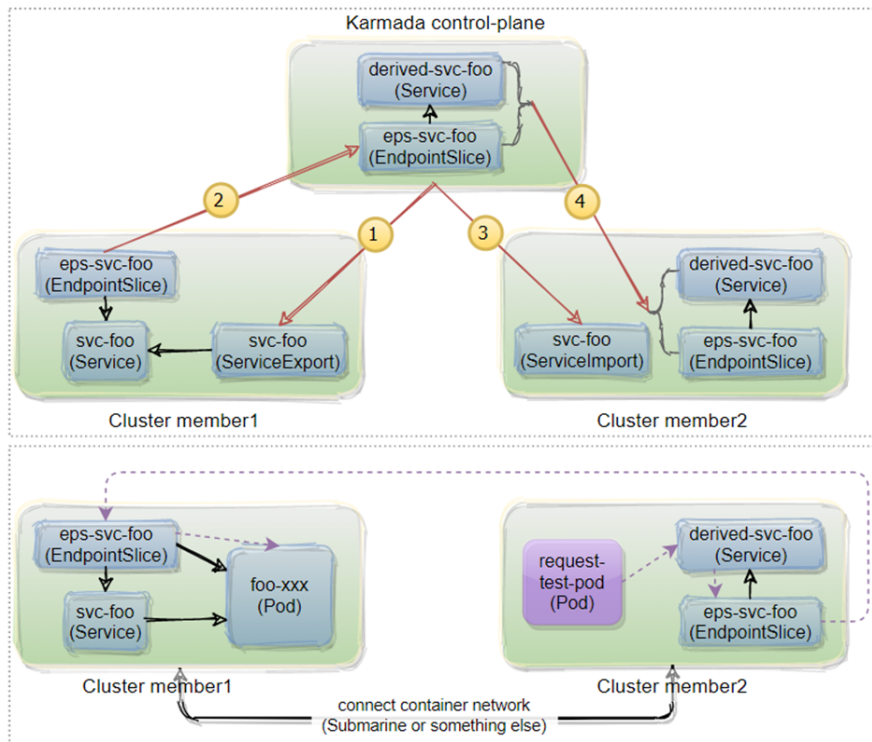 Karmada control-plane
derived-svc-foo
(Service)
eps-svc-foo
(EndpointSlice)
2
1
3
4
eps-svc-foo
(EndpointSlice)
svc-foo
(Service)
svc-foo
(ServiceExport)
Cluster member1
derived-svc-foo
(Service)
svc-foo
(ServiceImport)
eps-svc-foo
(EndpointSlice)
Cluster member2
eps-svc-foo
(EndpointSlice)
svc-foo
(Service)
foo-xxx
(Pod)
Cluster member1
request-
test-pod
(Pod)
derived-svc-foo
(Service)
eps-svc-foo
(EndpointSlice)
Cluster member2
connect container network
(Submarine or something else)